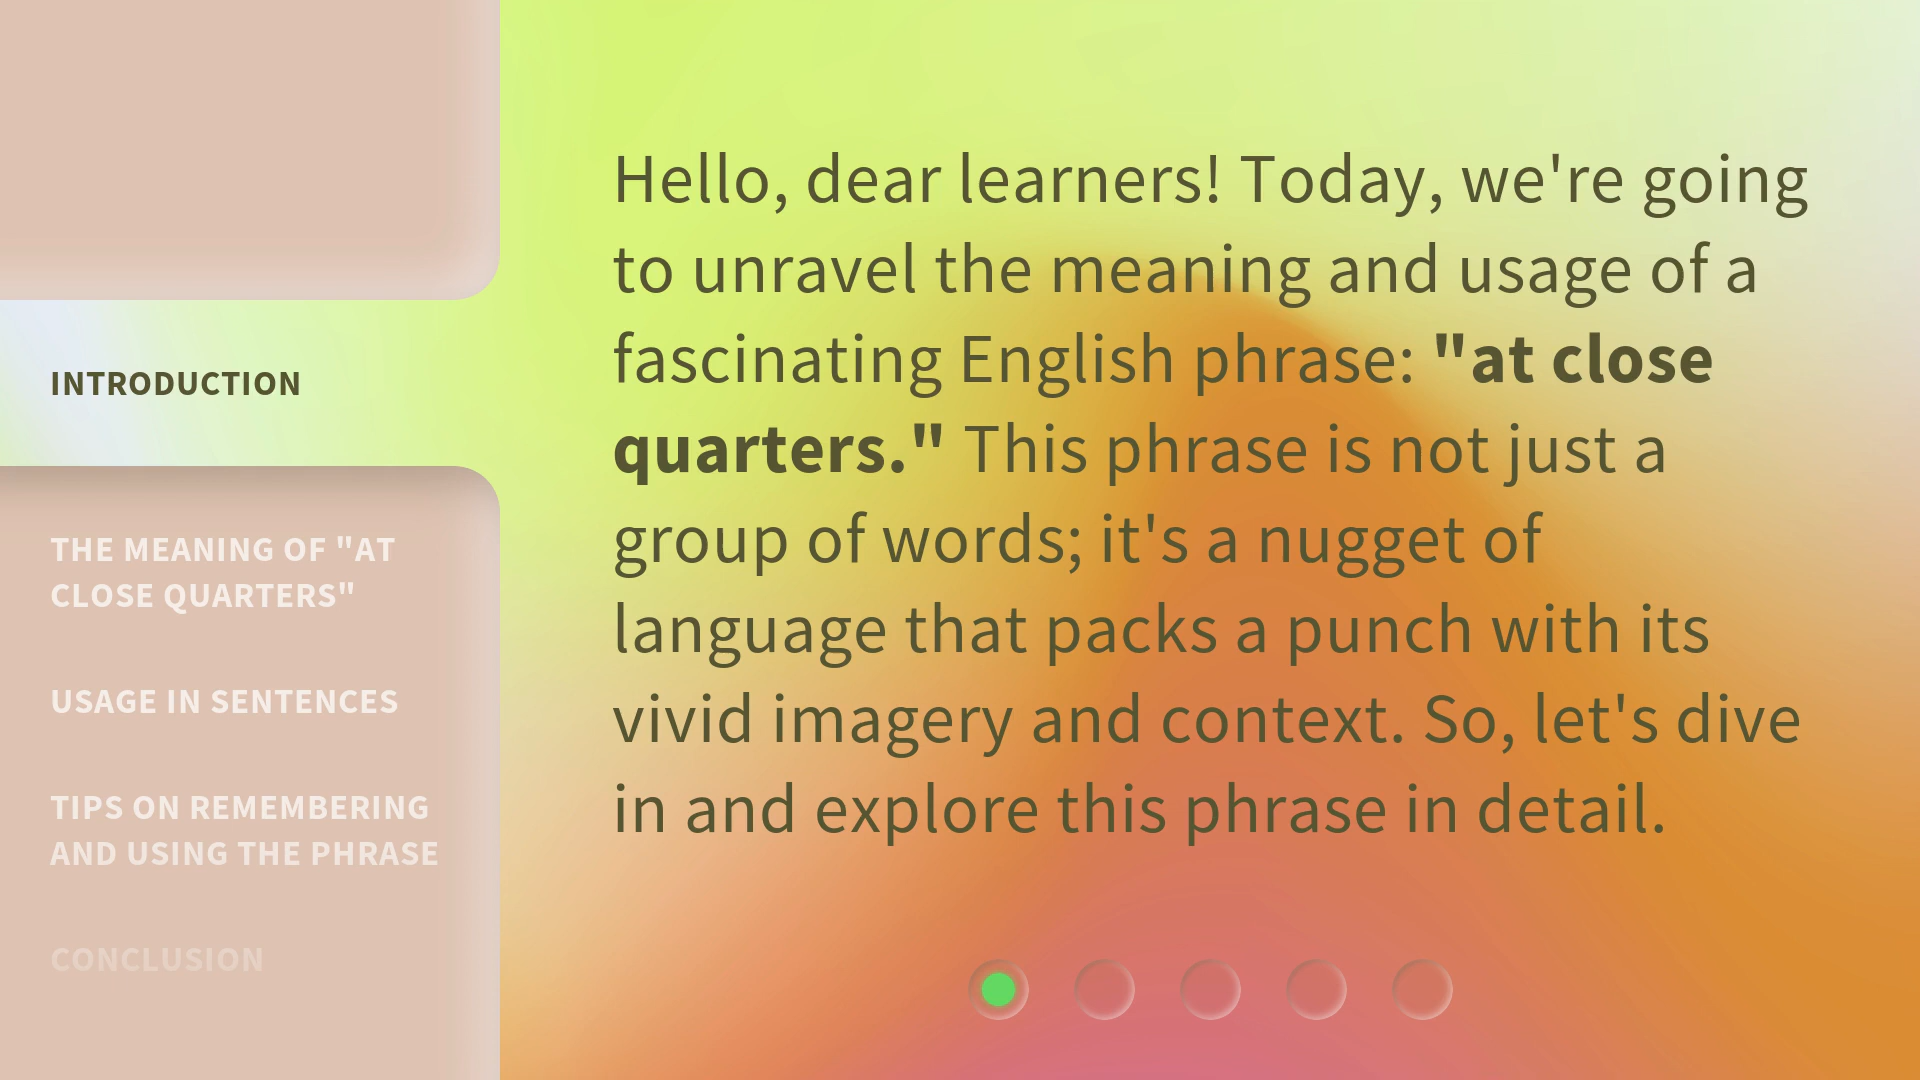 INTRODUCTION
THE MEANING OF "AT
CLOSE QUARTERS"
USAGE IN SENTENCES
TIPS ON REMEMBERING
AND USING THE PHRASE
CONCLUSION
Hello, dear learners! Today, we're going
to unravel the meaning and usage of a
fascinating English phrase: "at close
quarters." This phrase is not just a
group of words; it's a nugget of
language that packs a punch with its
vivid imagery and context. So, let's dive
in and explore this phrase in detail.